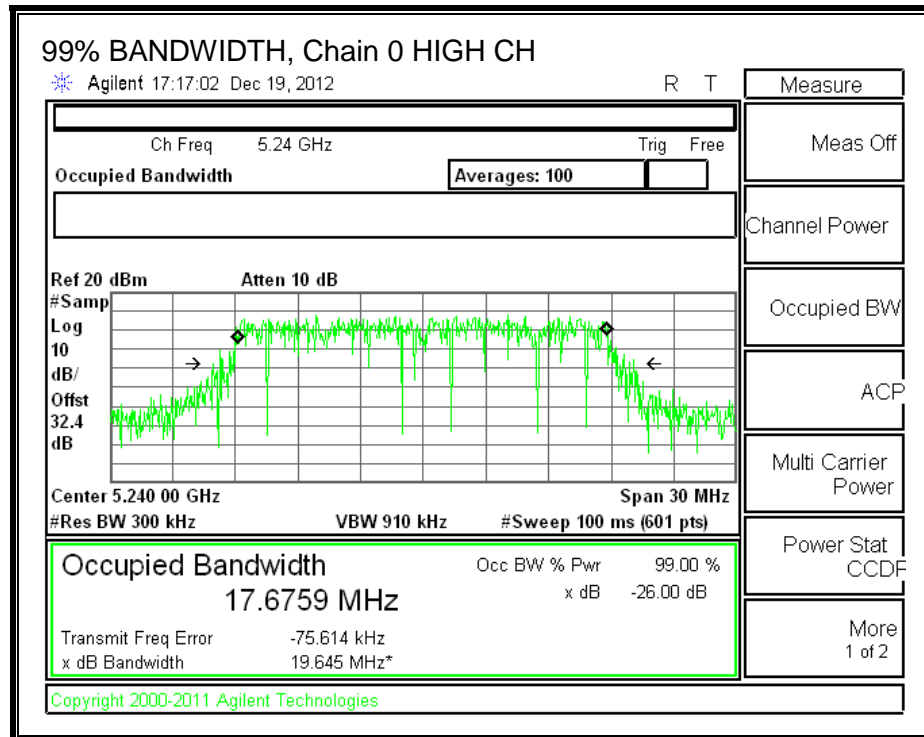 99% BANDWIDTH, Chain 0 HIGH CH
Agilent 17:17:02 Dec 19, 2012 R T
Ch Freq 5.24 GHz Trig Free
Occupied Bandwidth Averages: 100
Ref 20 dBm Atten 10 dB
#Samp
Log
10
dB/
Offst
32.4
dB
Center 5.240 00 GHz Span 30 MHz
#Res BW 300 kHz VBW 910 kHz #Sweep 100 ms (601 pts)
Occupied Bandwidth Occ BW % Pwr 99.00 %
17.6759 MHz x dB -26.00 dB
Transmit Freq Error -75.614 kHz
x dB Bandwidth 19.645 MHz*
Copyright 2000-2011 Agilent Technologies
Measure
Meas Off
Channel Power
Occupied BW
ACP
Multi Carrier
Power
Power Stat
CCDF
More
1 of 2